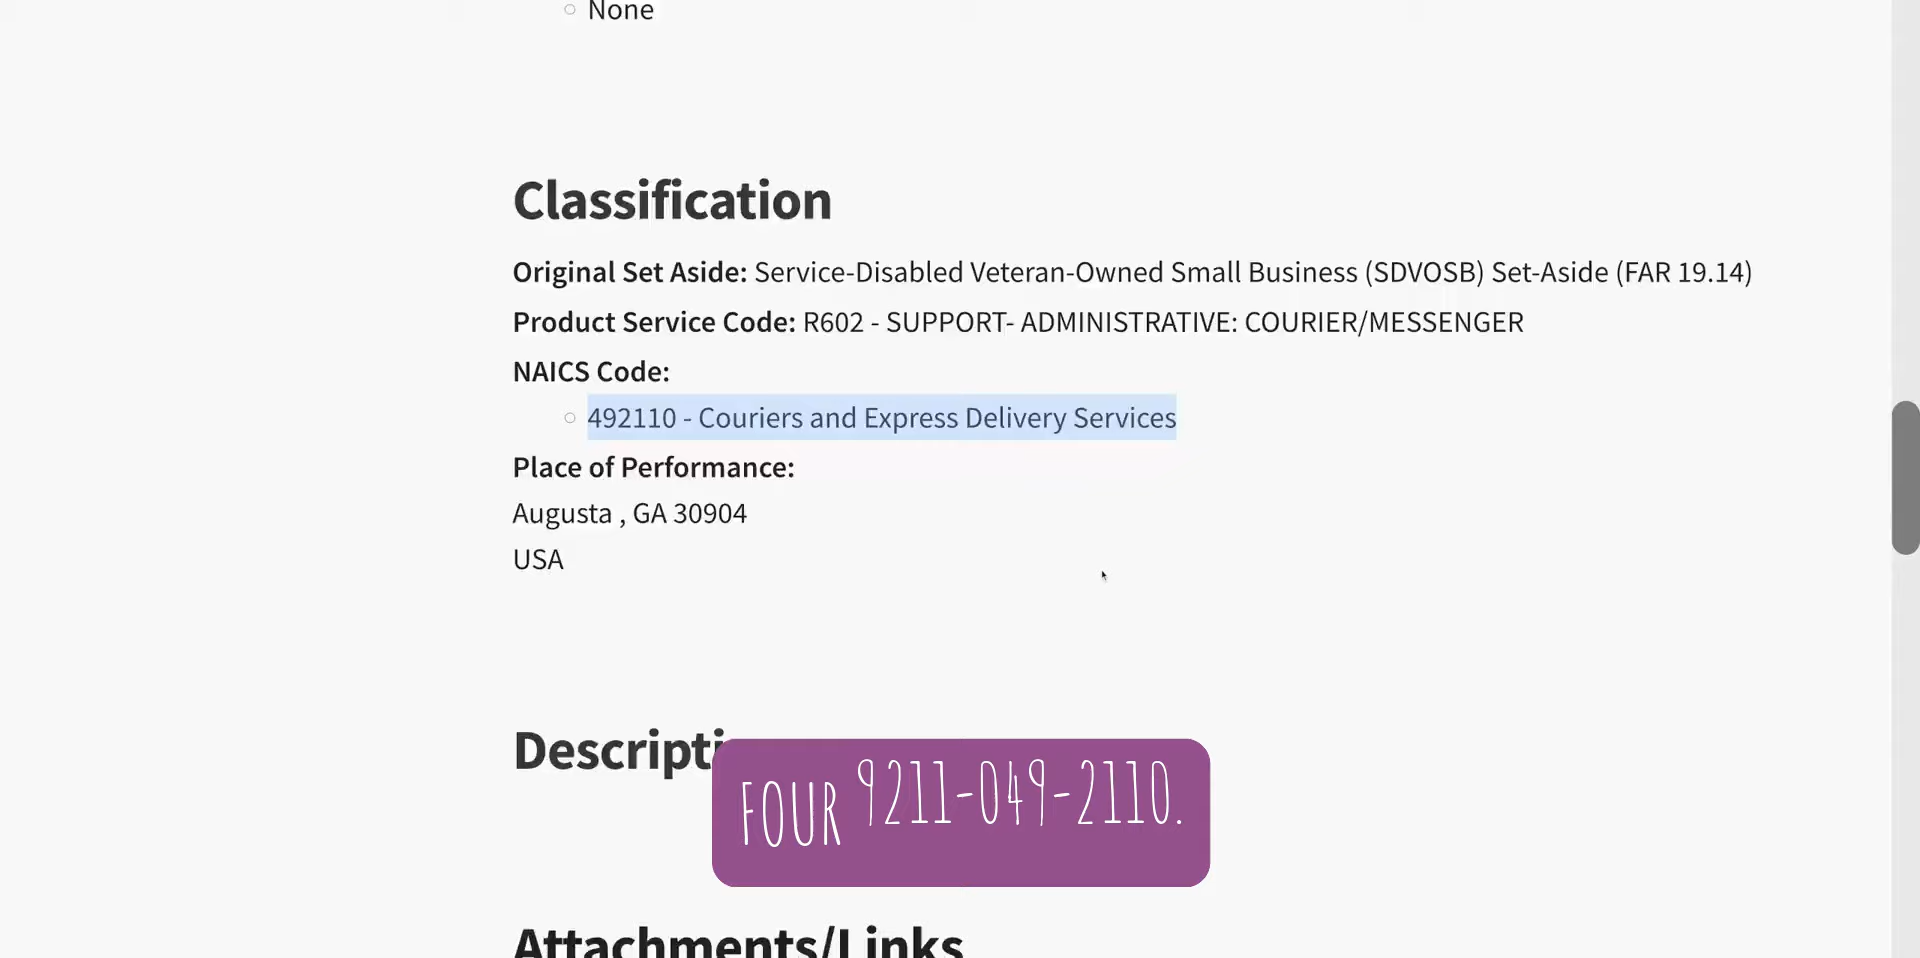 None
Classification
Original Set Aside: Service-Disabled Veteran-Owned Small Business (SDVOSB) Set-Aside (FAR 19.14)
Product Service Code: R602 - SUPPORT- ADMINISTRATIVE: COURIER/MESSENGER
NAICS Code:
492110 - Couriers and Express Delivery Services
Place of Performance:
Augusta , GA 30904
USA
Descripti
FOUR 9211-049-2110.
Attachments/Links